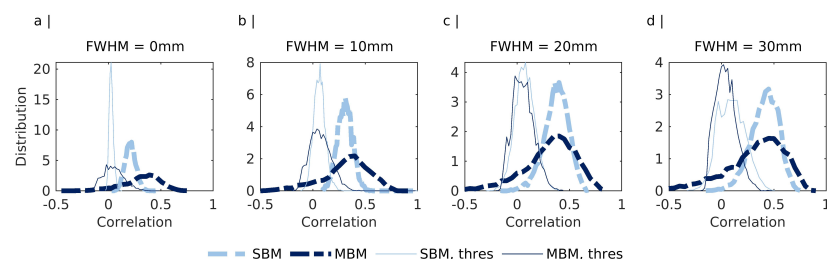 a | b | c | d |
FWHM = 0mm FWHM = 10mm FWHM = 20mm FWHM = 30mm
Distribution
20
15
10
5
0
-0.5 0 0.5 1
Correlation
8
6
4
2
0
-0.5 0 0.5 1
Correlation
4
3
2
1
0
-0.5 0 0.5 1
Correlation
4
3
2
1
0
-0.5 0 0.5 1
Correlation
SBM MBM SBM. thres MBM. thres